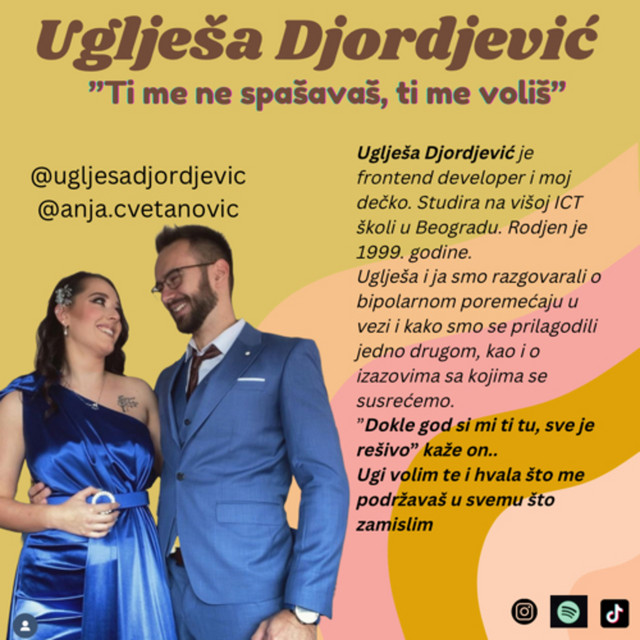 Uglješa Djordjević
”Ti me ne spašavaš, ti me voliš”
@ugljesadjordjevic
@anja.cvetanovic
Uglješa Djordjević je
frontend developer i moj
dečko. Studira na višoj ICT
školi u Beogradu. Rodjen je
1999. godine.
Uglješa i ja smo razgovarali o
bipolarnom poremećaju u
vezi i kako smo se prilagodili
jedno drugom, kao i o
izazovima sa kojima se
susrećemo.
”Dokle god si mi ti tu, sve je
rešivo” kaže on..
Ugi volim te i hvala što me
podržavaš u svemu što
zamislim